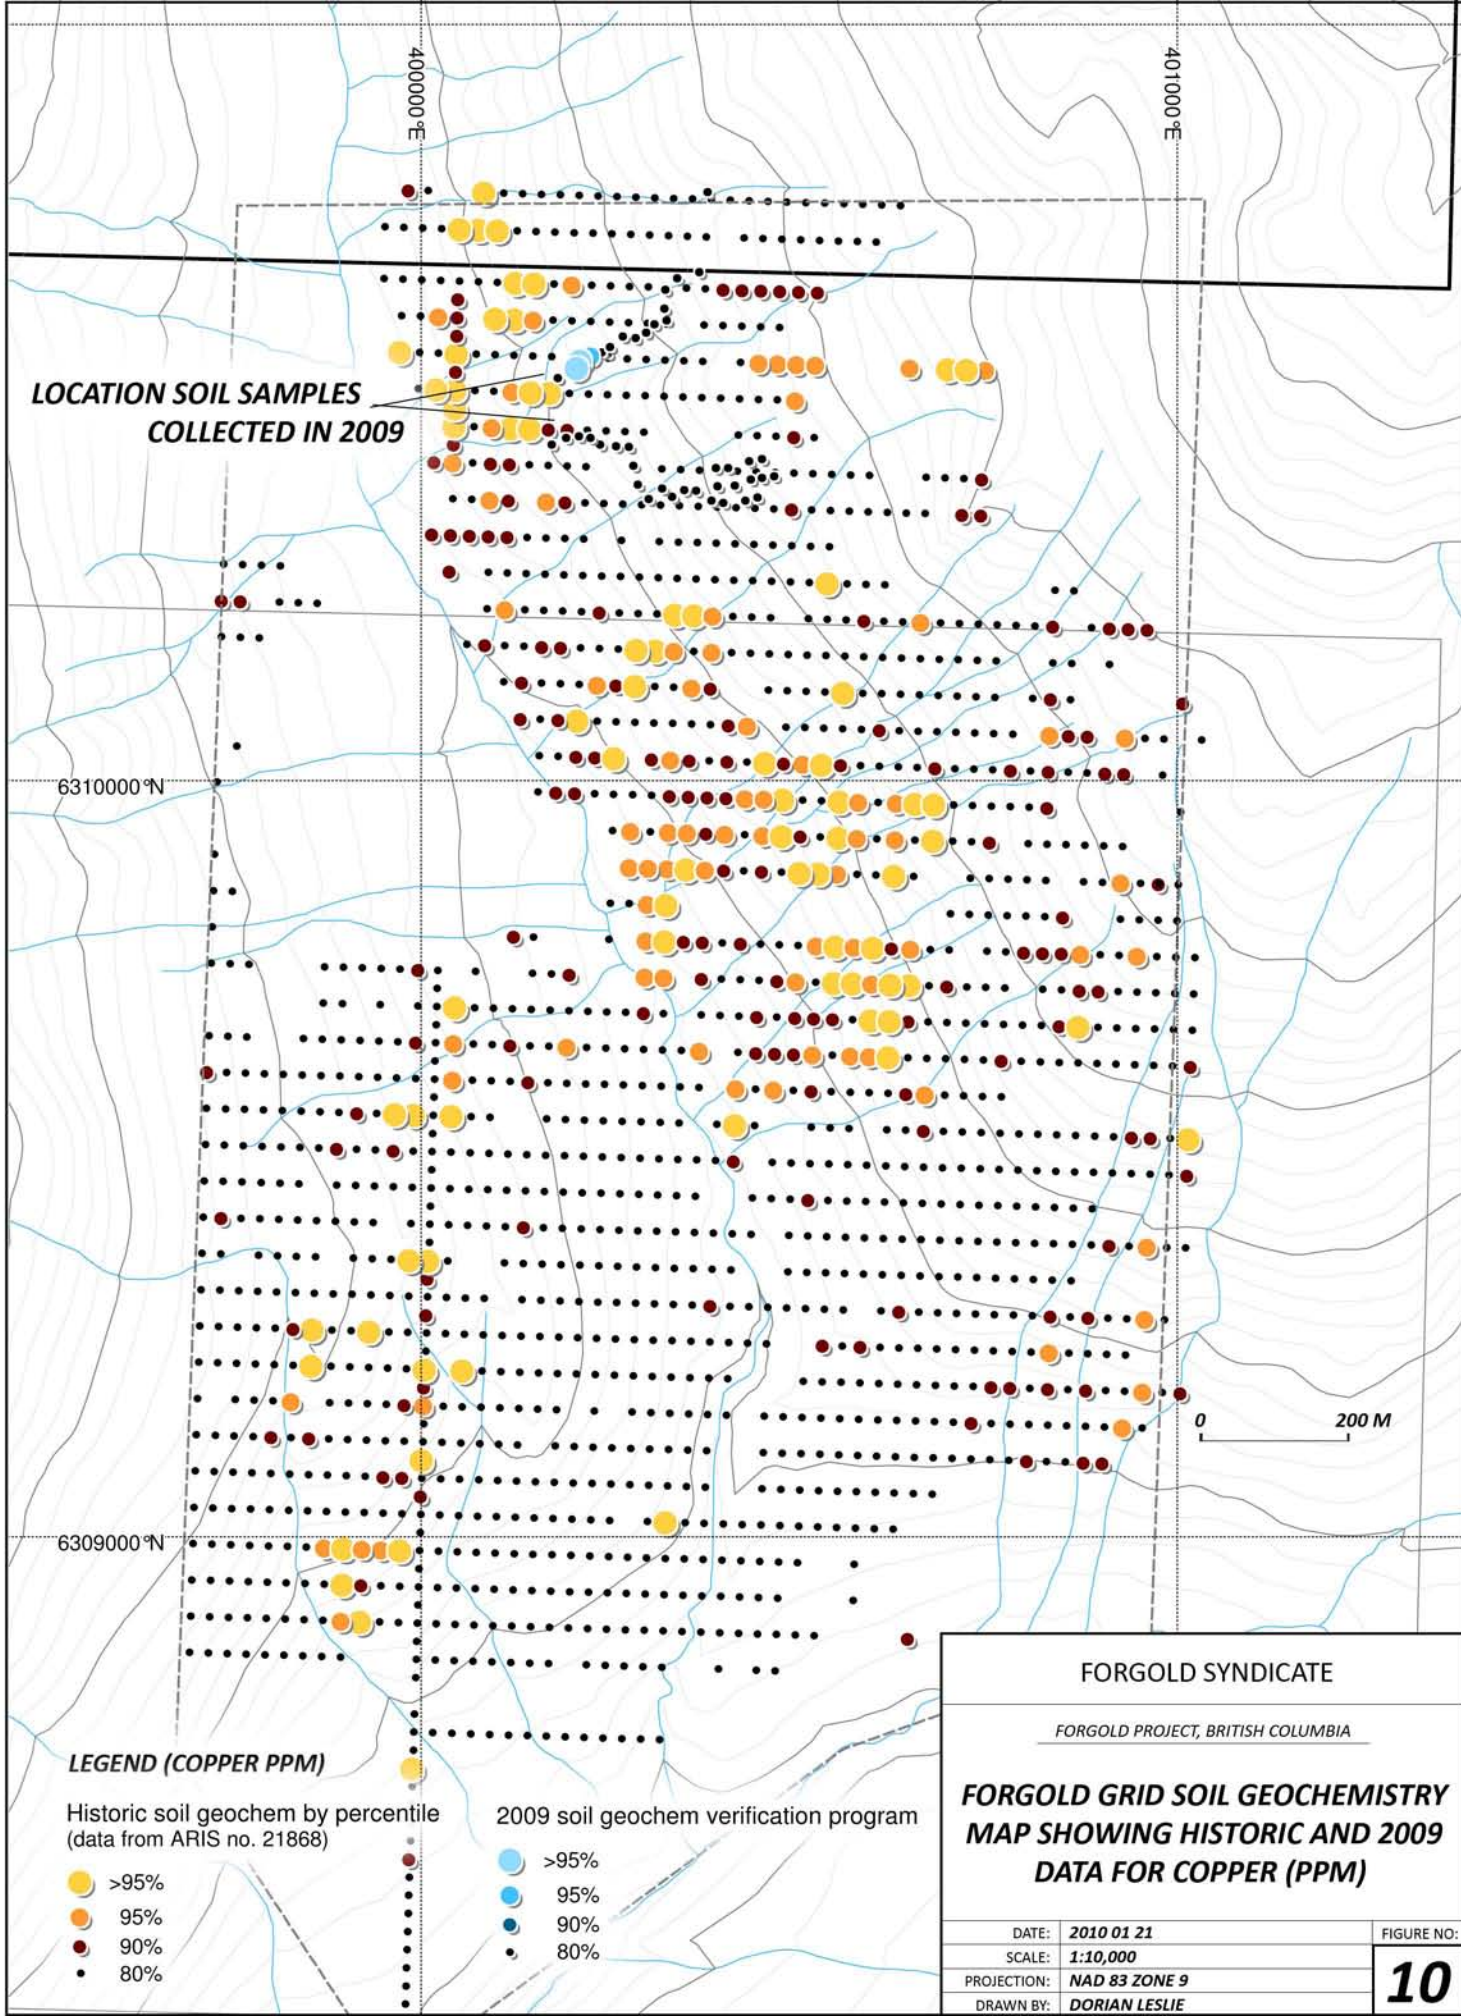 400000°E
401000°E
LOCATION SOIL SAMPLES
COLLECTED IN 2009
6310000°N
0 200 M
6309000°N
LEGEND (COPPER PPM)
Historic soil geochem by percentile
(data from ARIS no. 21868)
>95%
95%
90%
80%
2009 soil geochem verification program
>95%
95%
90%
80%
FORGOLD SYNDICATE
FORGOLD PROJECT, BRITISH COLUMBIA
FORGOLD GRID SOIL GEOCHEMISTRY
MAP SHOWING HISTORIC AND 2009
DATA FOR COPPER (PPM)
DATE: 2010 01 21
SCALE: 1:10,000
PROJECTION: NAD 83 ZONE 9
DRAWN BY: DORIAN LESLIE
FIGURE NO:
10